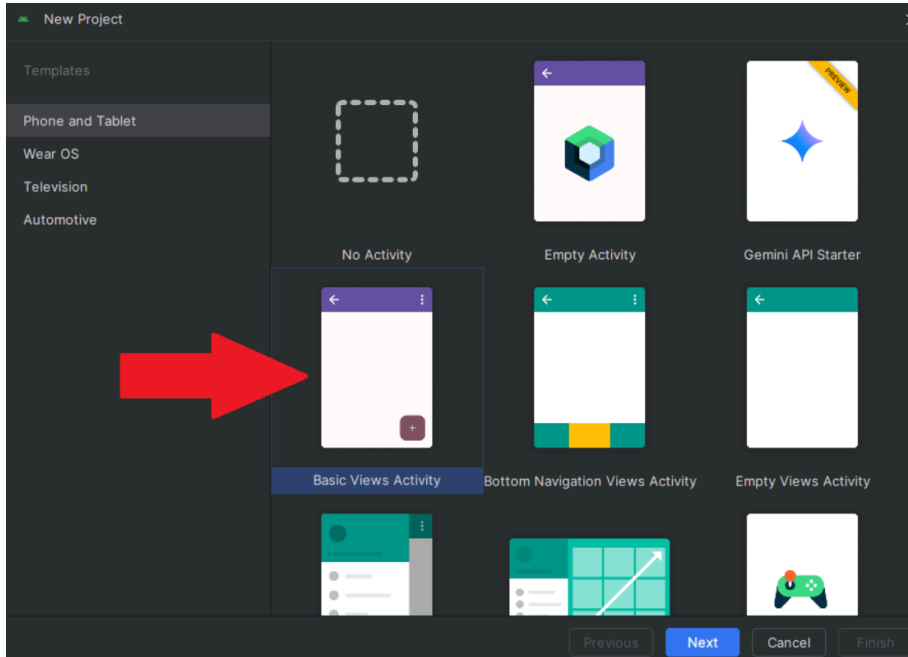 New Project
Templates
Phone and Tablet
Wear OS
Television
Automotive
No Activity
Empty Activity
PREVIEW
Gemini API Starter
Basic Views Activity
Bottom Navigation Views Activity
Empty Views Activity
Previous
Next
Cancel
Finish